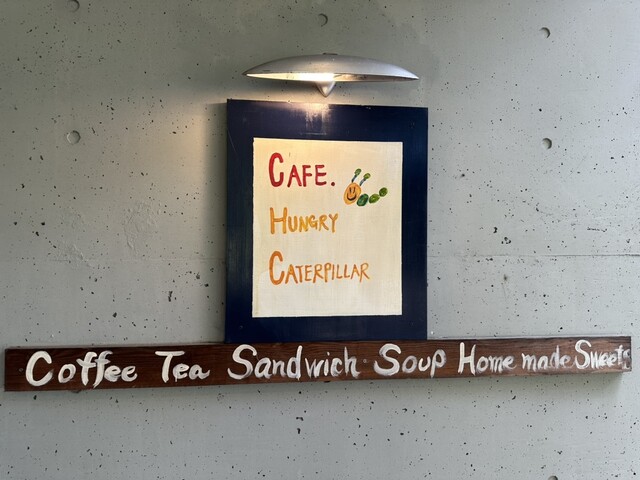 CAFE.
HUNGRY
CATERPILLAR
Coffee Tea Sandwich Soup Home made Sweets